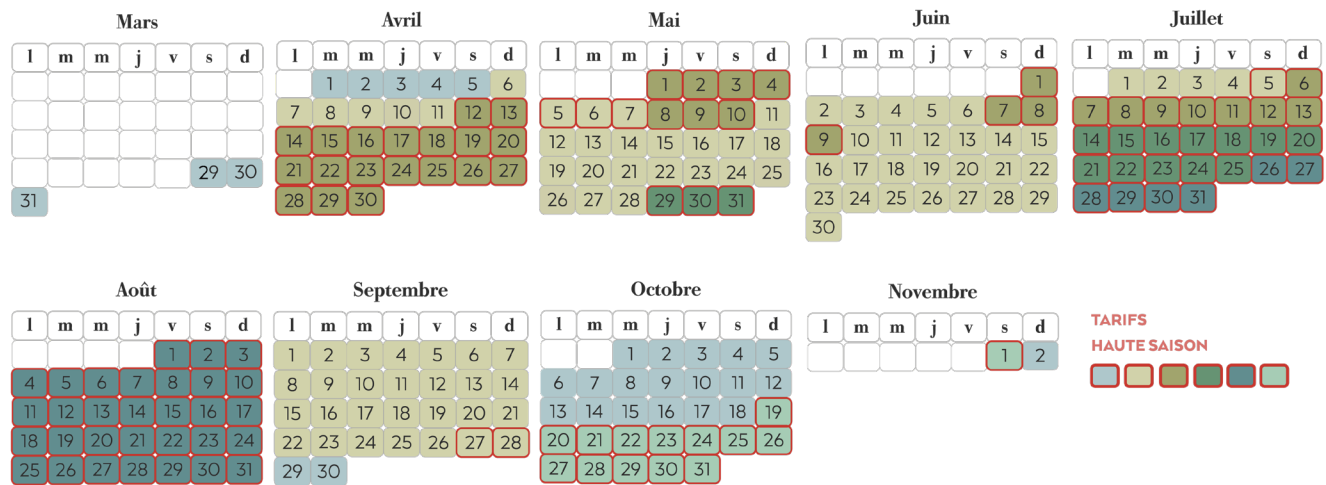 Mars
l m m j v s d
29 30
31
Avril
l m m j v s d
1 2 3 4 5 6
7 8 9 10 11 12 13
14 15 16 17 18 19 20
21 22 23 24 25 26 27
28 29 30
Mai
l m m j v s d
1 2 3 4
5 6 7 8 9 10 11
12 13 14 15 16 17 18
19 20 21 22 23 24 25
26 27 28 29 30 31
Juin
l m m j v s d
1
2 3 4 5 6 7 8
9 10 11 12 13 14 15
16 17 18 19 20 21 22
23 24 25 26 27 28 29
30
Juillet
l m m j v s d
1 2 3 4 5 6
7 8 9 10 11 12 13
14 15 16 17 18 19 20
21 22 23 24 25 26 27
28 29 30 31
Août
l m m j v s d
1 2 3
4 5 6 7 8 9 10
11 12 13 14 15 16 17
18 19 20 21 22 23 24
25 26 27 28 29 30 31
Septembre
l m m j v s d
1 2 3 4 5 6 7
8 9 10 11 12 13 14
15 16 17 18 19 20 21
22 23 24 25 26 27 28
29 30
Octobre
l m m j v s d
1 2 3 4 5
6 7 8 9 10 11 12
13 14 15 16 17 18 19
20 21 22 23 24 25 26
27 28 29 30 31
Novembre
l m m j v s d
1 2
TARIFS
HAUTE SAISON